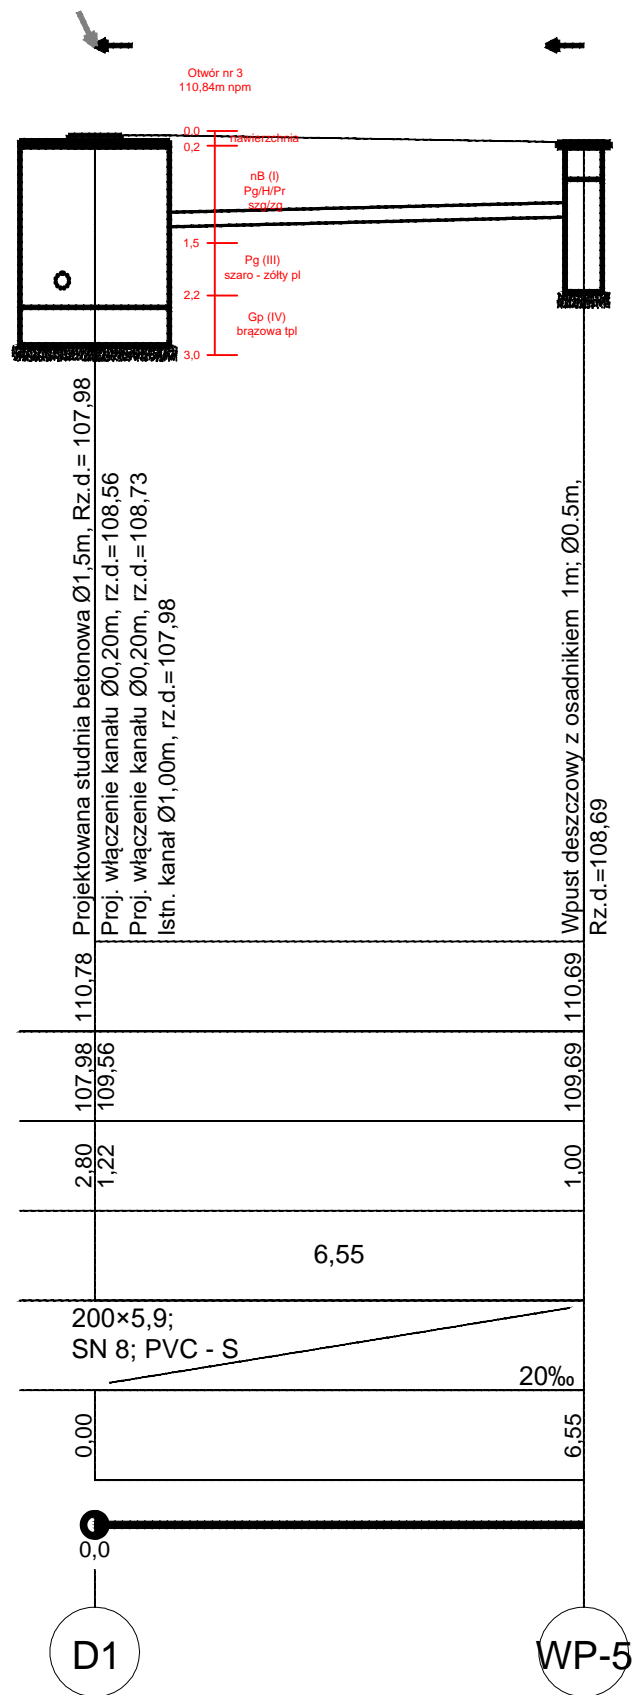 Otwór nr 3
110,84m npm
0,0
nawierzchnia
0,2
nB (I)
Pg/H/Pr
szg/zg
1,5
Pg (III)
szaro - zółty pl
2,2
Gp (IV)
brązowa tpl
3,0
Projektowana studnia betonowa Ø1,5m, Rz.d.= 107,98
Proj. włączenie kanału Ø0,20m, rz.d.=108,56
Proj. włączenie kanału Ø0,20m, rz.d.=108,73
Istn. kanał Ø1,00m, rz.d.=107,98
Wpust deszczowy z osadnikiem 1m; Ø0.5m,
Rz.d.=108,69
110,78
110,69
107,98
109,56
109,69
2,80
1,22
1,00
6,55
200×5,9;
SN 8; PVC - S
20‰
0,00
6,55
0,0
D1
WP-5